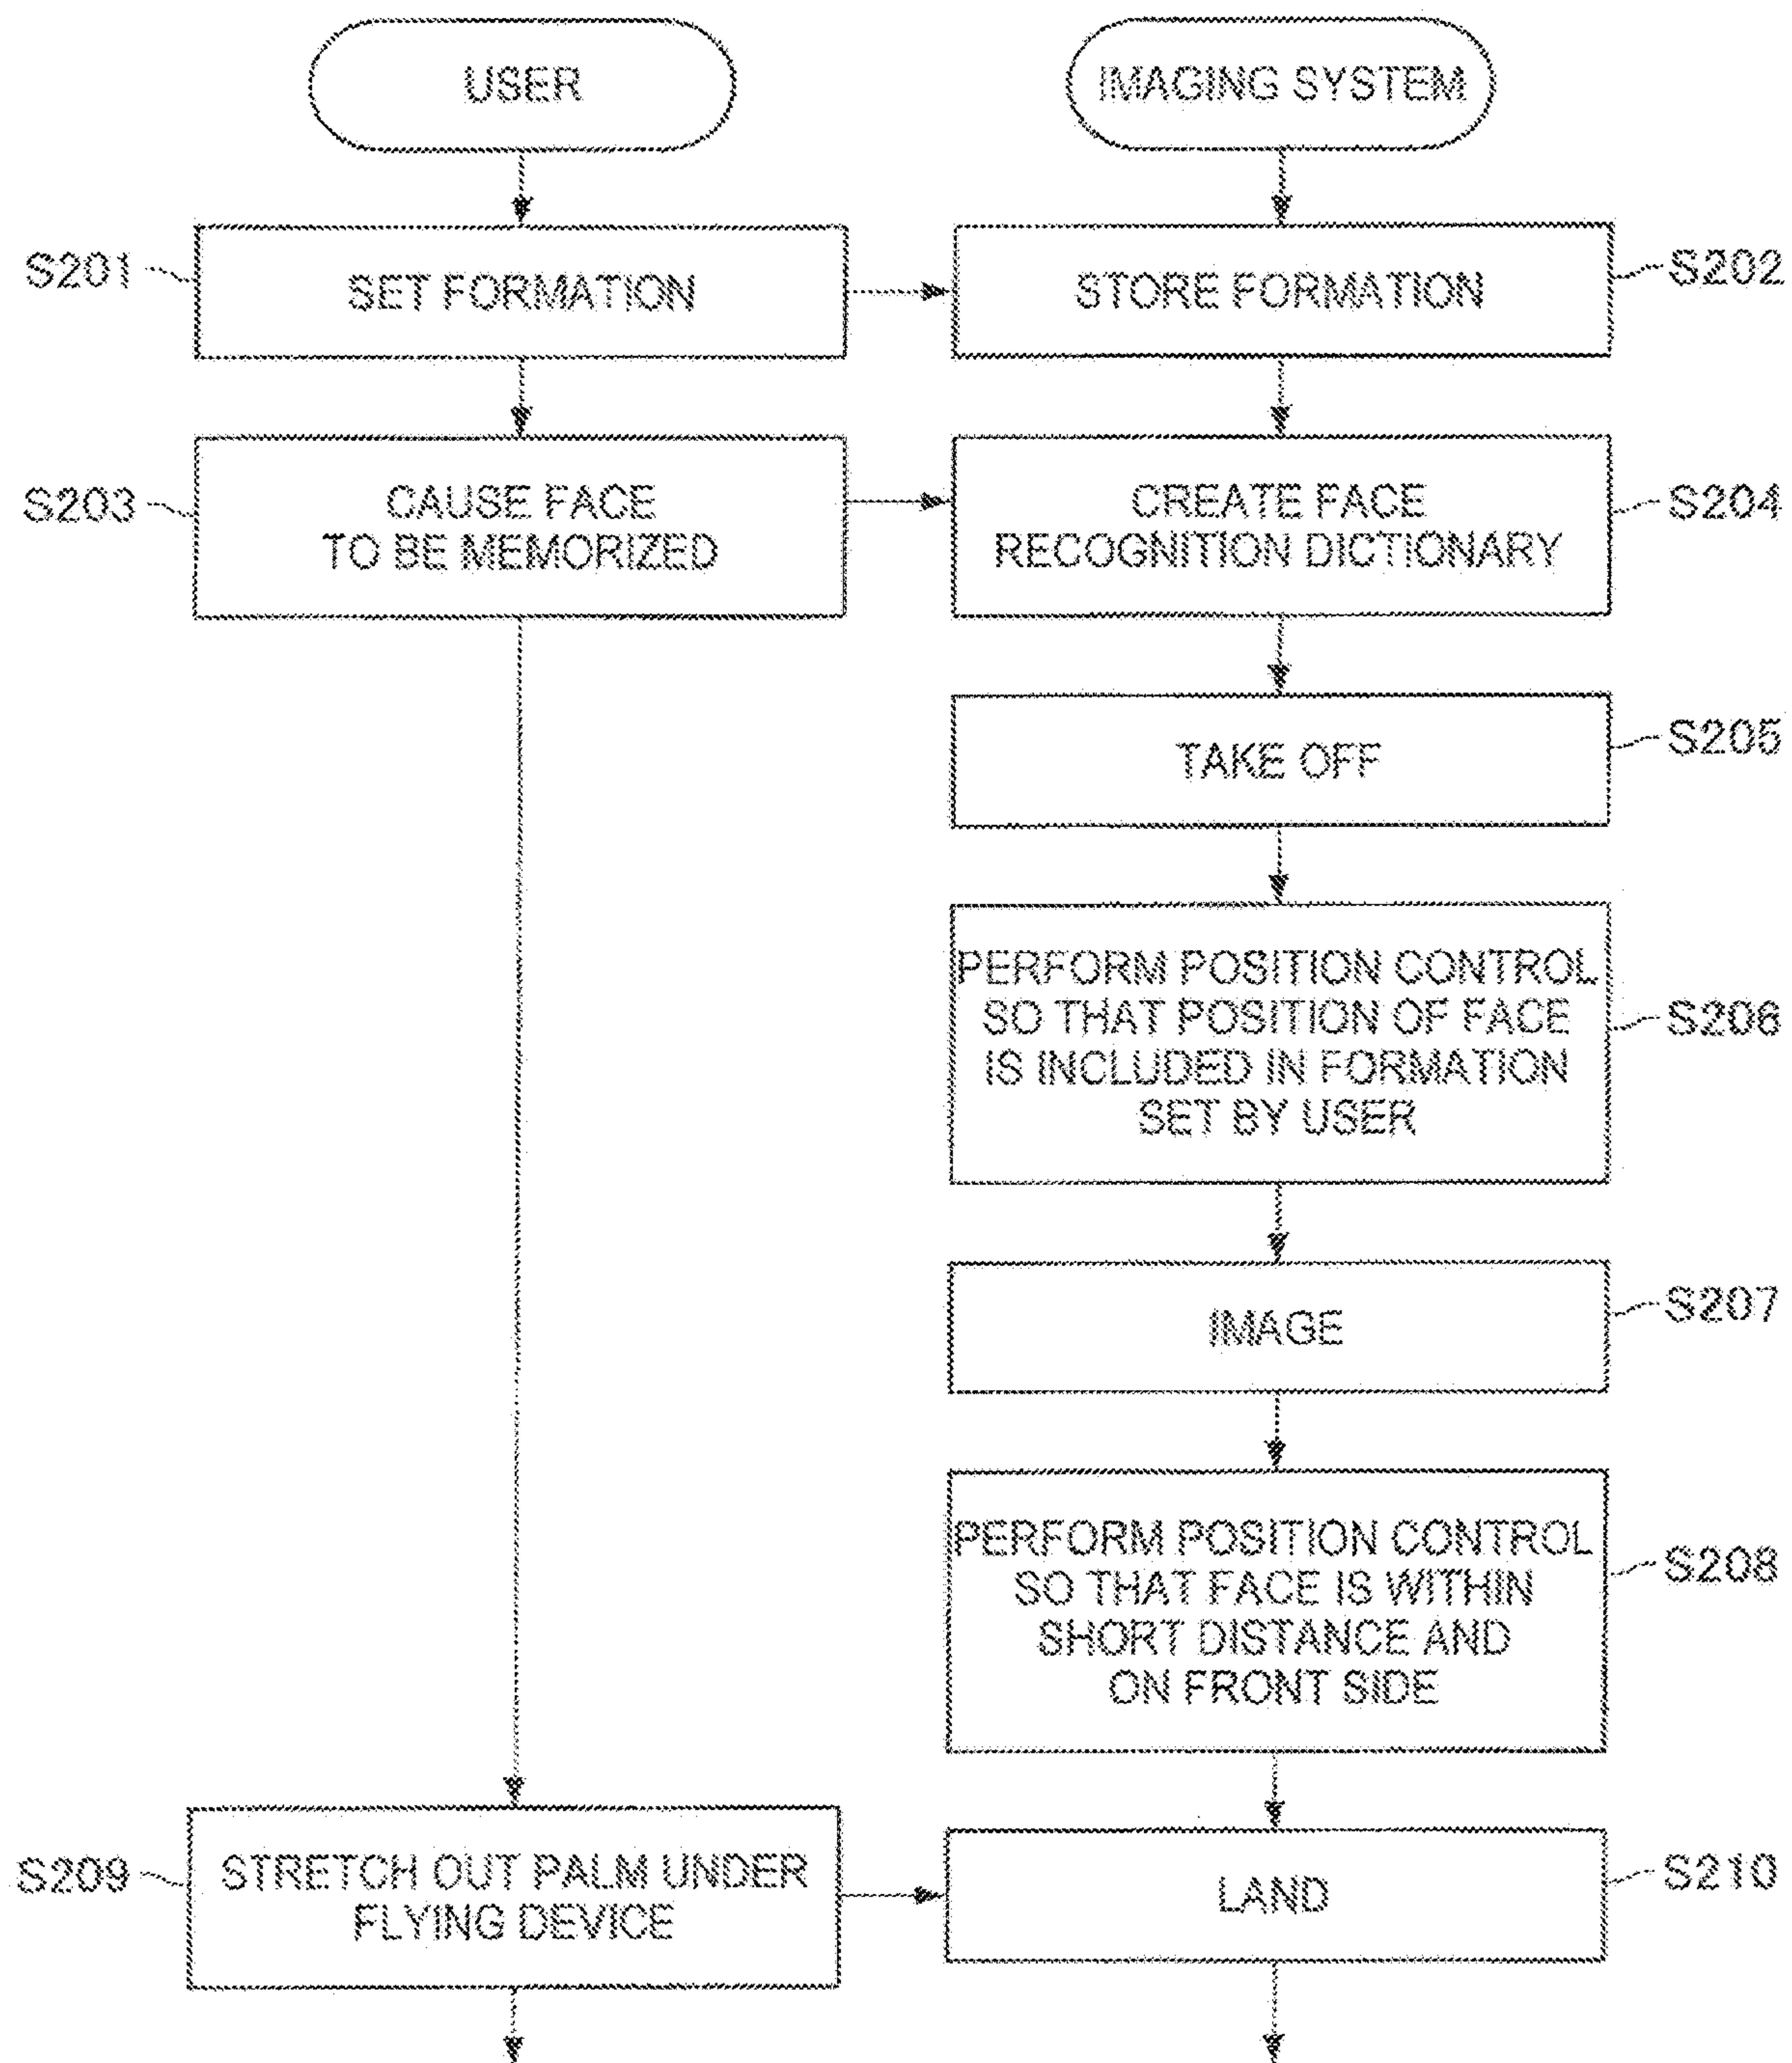 USER
IMAGING SYSTEM
S201
SET FORMATION
STORE FORMATION
S202
S203
CAUSE FACE
TO BE MEMORIZED
CREATE FACE
RECOGNITION DICTIONARY
S204
TAKE OFF
S205
PERFORM POSITION CONTROL
SO THAT POSITION OF FACE
IS INCLUDED IN FORMATION
SET BY USER
S206
IMAGE
S207
PERFORM POSITION CONTROL
SO THAT FACE IS WITHIN
SHORT DISTANCE AND
ON FRONT SIDE
S208
S209
STRETCH OUT PALM UNDER
FLYING DEVICE
LAND
S210